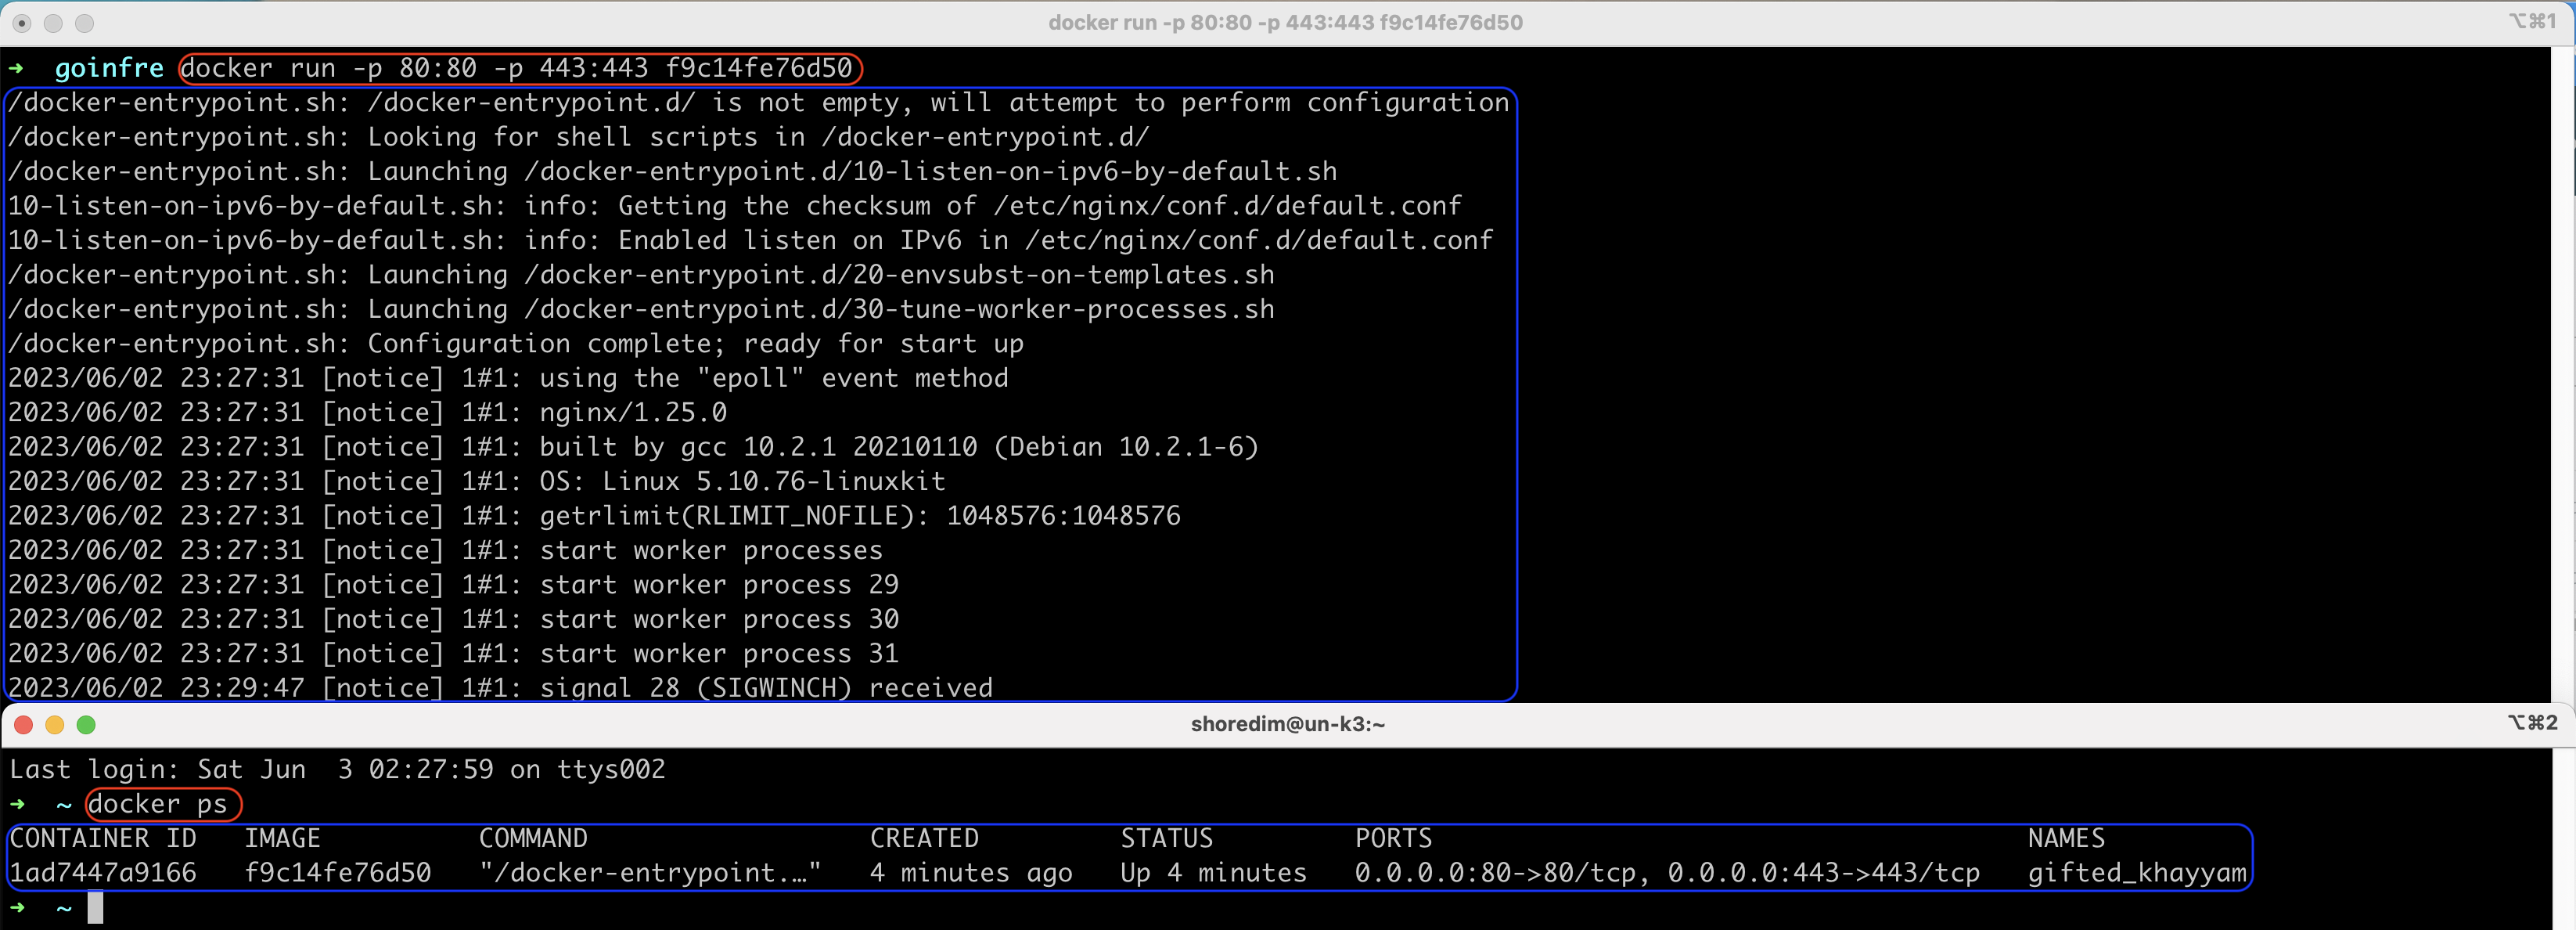 docker run -p 80:80 -p 443:443 f9c14fe76d50 ⌥⌘1
➜ goinfre docker run -p 80:80 -p 443:443 f9c14fe76d50
/docker-entrypoint.sh: /docker-entrypoint.d/ is not empty, will attempt to perform configuration
/docker-entrypoint.sh: Looking for shell scripts in /docker-entrypoint.d/
/docker-entrypoint.sh: Launching /docker-entrypoint.d/10-listen-on-ipv6-by-default.sh
10-listen-on-ipv6-by-default.sh: info: Getting the checksum of /etc/nginx/conf.d/default.conf
10-listen-on-ipv6-by-default.sh: info: Enabled listen on IPv6 in /etc/nginx/conf.d/default.conf
/docker-entrypoint.sh: Launching /docker-entrypoint.d/20-envsubst-on-templates.sh
/docker-entrypoint.sh: Launching /docker-entrypoint.d/30-tune-worker-processes.sh
/docker-entrypoint.sh: Configuration complete; ready for start up
2023/06/02 23:27:31 [notice] 1#1: using the "epoll" event method
2023/06/02 23:27:31 [notice] 1#1: nginx/1.25.0
2023/06/02 23:27:31 [notice] 1#1: built by gcc 10.2.1 20210110 (Debian 10.2.1-6)
2023/06/02 23:27:31 [notice] 1#1: OS: Linux 5.10.76-linuxkit
2023/06/02 23:27:31 [notice] 1#1: getrlimit(RLIMIT_NOFILE): 1048576:1048576
2023/06/02 23:27:31 [notice] 1#1: start worker processes
2023/06/02 23:27:31 [notice] 1#1: start worker process 29
2023/06/02 23:27:31 [notice] 1#1: start worker process 30
2023/06/02 23:27:31 [notice] 1#1: start worker process 31
2023/06/02 23:29:47 [notice] 1#1: signal 28 (SIGWINCH) received
shoredim@un-k3:~ ⌥⌘2
Last login: Sat Jun  3 02:27:59 on ttys002
➜ ~ docker ps
CONTAINER ID IMAGE COMMAND CREATED STATUS PORTS NAMES
1ad7447a9166 f9c14fe76d50 "/docker-entrypoint.…" 4 minutes ago Up 4 minutes 0.0.0.0:80->80/tcp, 0.0.0.0:443->443/tcp gifted_khayyam
➜ ~